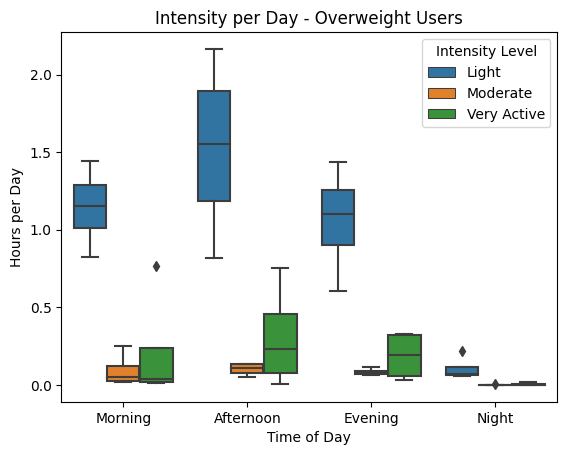 Intensity per Day - Overweight Users
Intensity Level
Light
Moderate
Very Active
Hours per Day
2.0
1.5
1.0
0.5
0.0
Morning
Afternoon
Evening
Night
Time of Day